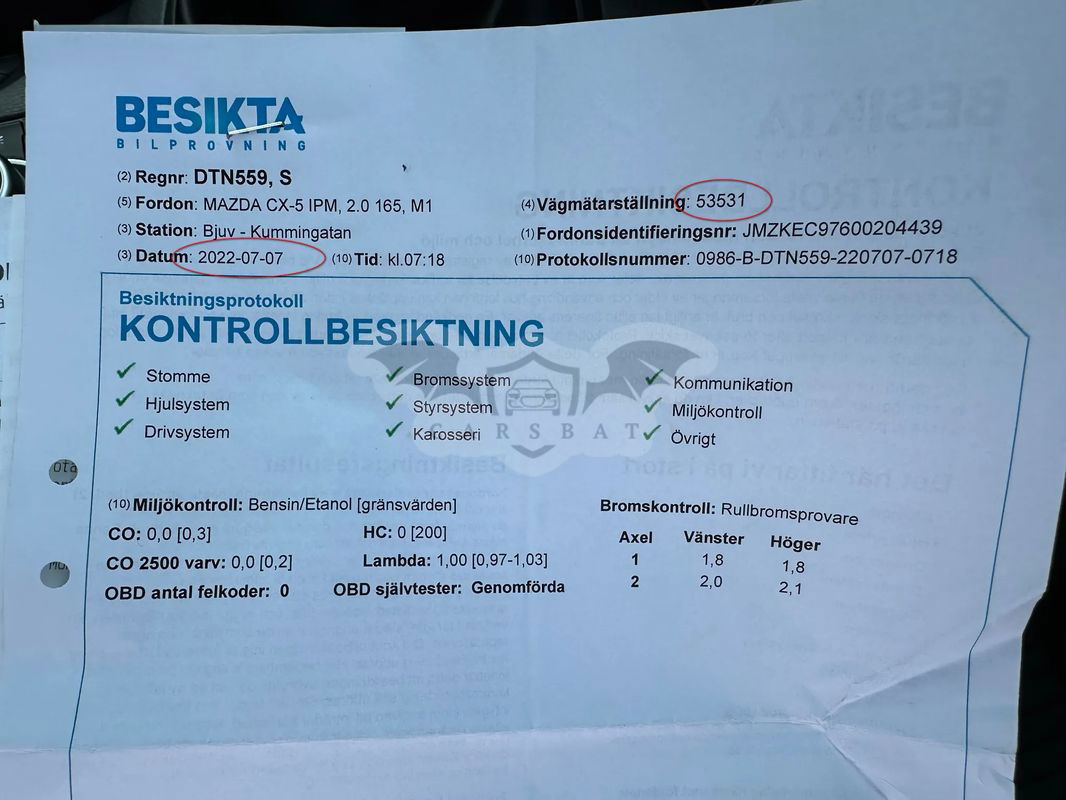 BESIKTA
BILPROVNING
(2) Regnr: DTN559, S
(5) Fordon: MAZDA CX-5 IPM, 2.0 165, M1
(4) Vägmätarställning: 53531
(3) Station: Bjuv - Kummingatan
(1) Fordonsidentifieringsnr: JMZKEC97600204439
(3) Datum: 2022-07-07 (10) Tid: kl.07:18
(10) Protokollsnummer: 0986-B-DTN559-220707-0718
Besiktningsprotokoll
KONTROLLBESIKTNING
Stomme Bromssystem Kommunikation
Hjulsystem Styrsystem Miljökontroll
Drivsystem Karosseri Övrigt
CARSBAT
(10) Miljökontroll: Bensin/Etanol [gränsvärden]
CO: 0,0 [0,3] HC: 0 [200]
CO 2500 varv: 0,0 [0,2] Lambda: 1,00 [0,97-1,03]
OBD antal felkoder: 0 OBD självtester: Genomförda
Bromskontroll: Rullbromsprovare
Axel Vänster Höger
1 1,8 1,8
2 2,0 2,1